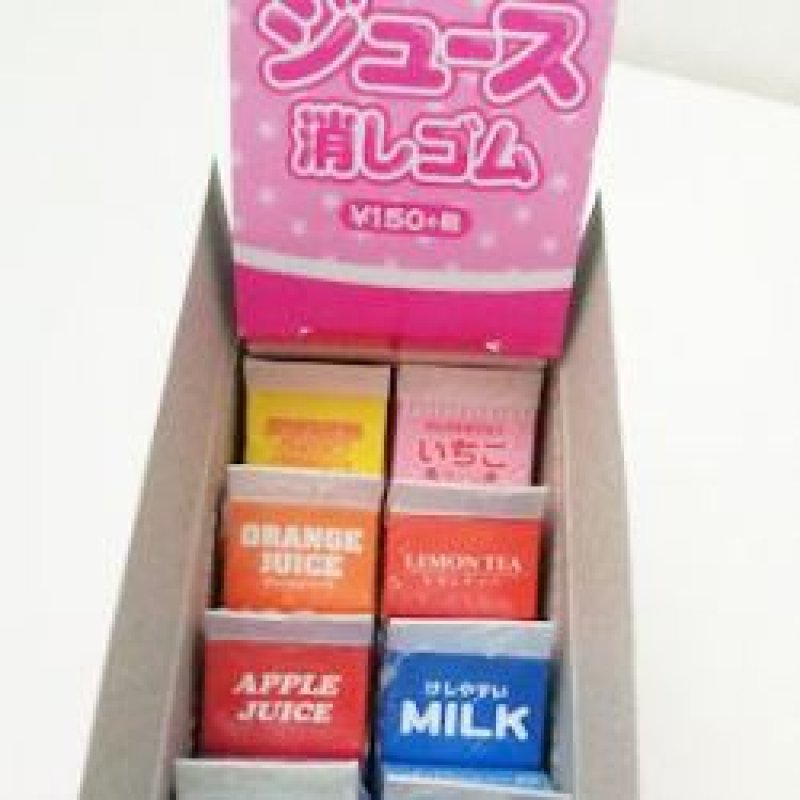 ジュース
消しゴム
¥150+税
いちご
ORANGE
JUICE
LEMON TEA
APPLE
JUICE
けしやすい
MILK